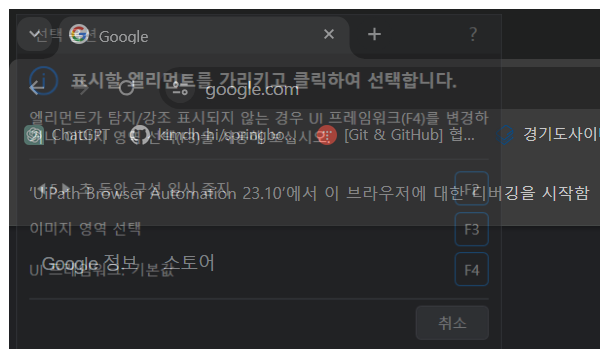 선택 옵션
Google
?
표시할 엘리먼트를 가리키고 클릭하여 선택합니다.
google.com
엘리먼트가 탐지/강조 표시되지 않는 경우 UI 프레임워크(F4)를 변경하
거나 이미지 영역 선택(F3)을 사용해 보십시오.
ChatGPT
[Git & GitHub] 협...
경기도사이버
5 초 동안 구성 일시 중지
F2
'UiPath Browser Automation 23.10'에서 이 브라우저에 대한 디버깅을 시작함
이미지 영역 선택
F3
Google 정보
스토어
UI 프레임워크: 기본값
F4
취소